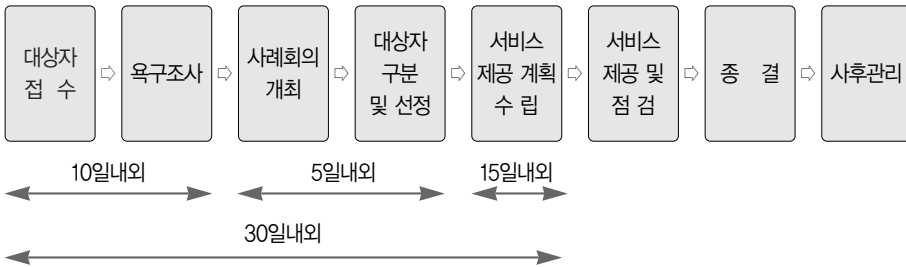 대상자
접 수
욕구조사
사례회의
개최
대상자
구분
및 선정
서비스
제공 계획
수 립
서비스
제공 및
점 검
종 결
사후관리
10일내외
5일내외
15일내외
30일내외